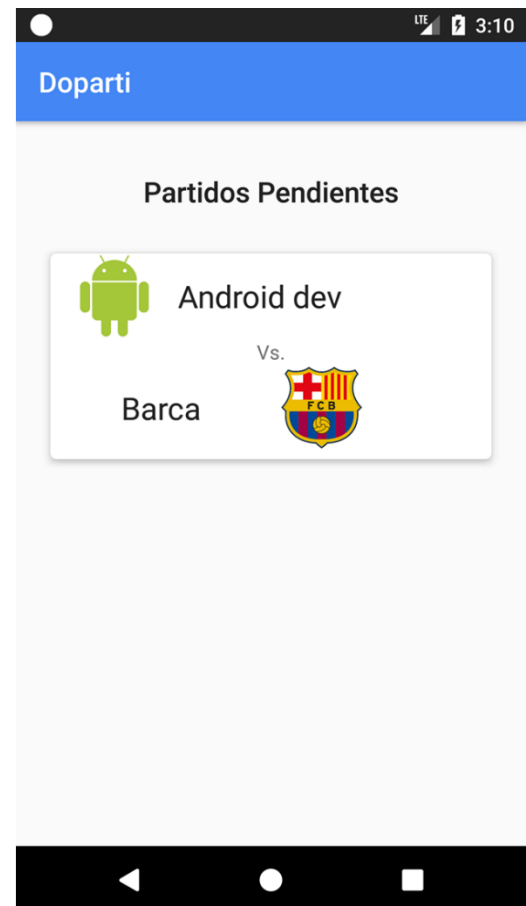 LTE 3:10
Doparti
Partidos Pendientes
Android dev
Vs.
Barca
FCB